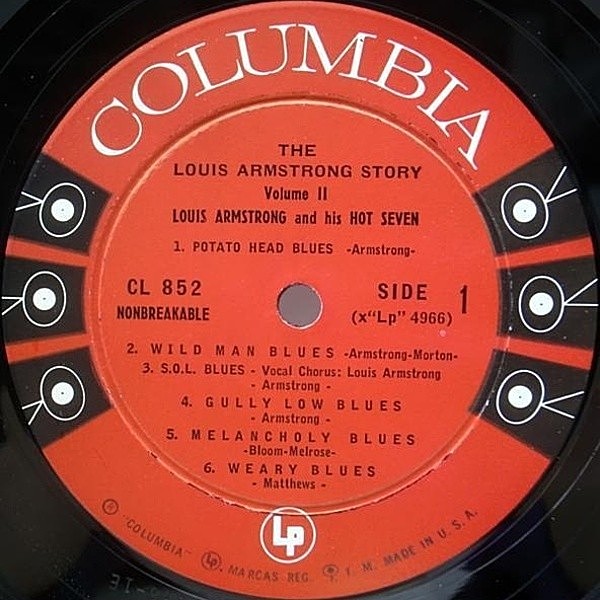 COLUMBIA
THE
LOUIS ARMSTRONG STORY
Volume II
LOUIS ARMSTRONG and his HOT SEVEN
1. POTATO HEAD BLUES -Armstrong-
CL 852
NONBREAKABLE
SIDE 1
(x"Lp" 4966)
2. WILD MAN BLUES -Armstrong-Morton-
3. S.O.L. BLUES - Vocal Chorus: Louis Armstrong
- Armstrong -
4. GULLY LOW BLUES
- Armstrong -
5. MELANCHOLY BLUES
-Bloom-Melrose-
6. WEARY BLUES
- Matthews -
Lp
® "COLUMBIA" Lp MARCAS REG. T. M. MADE IN U.S.A.